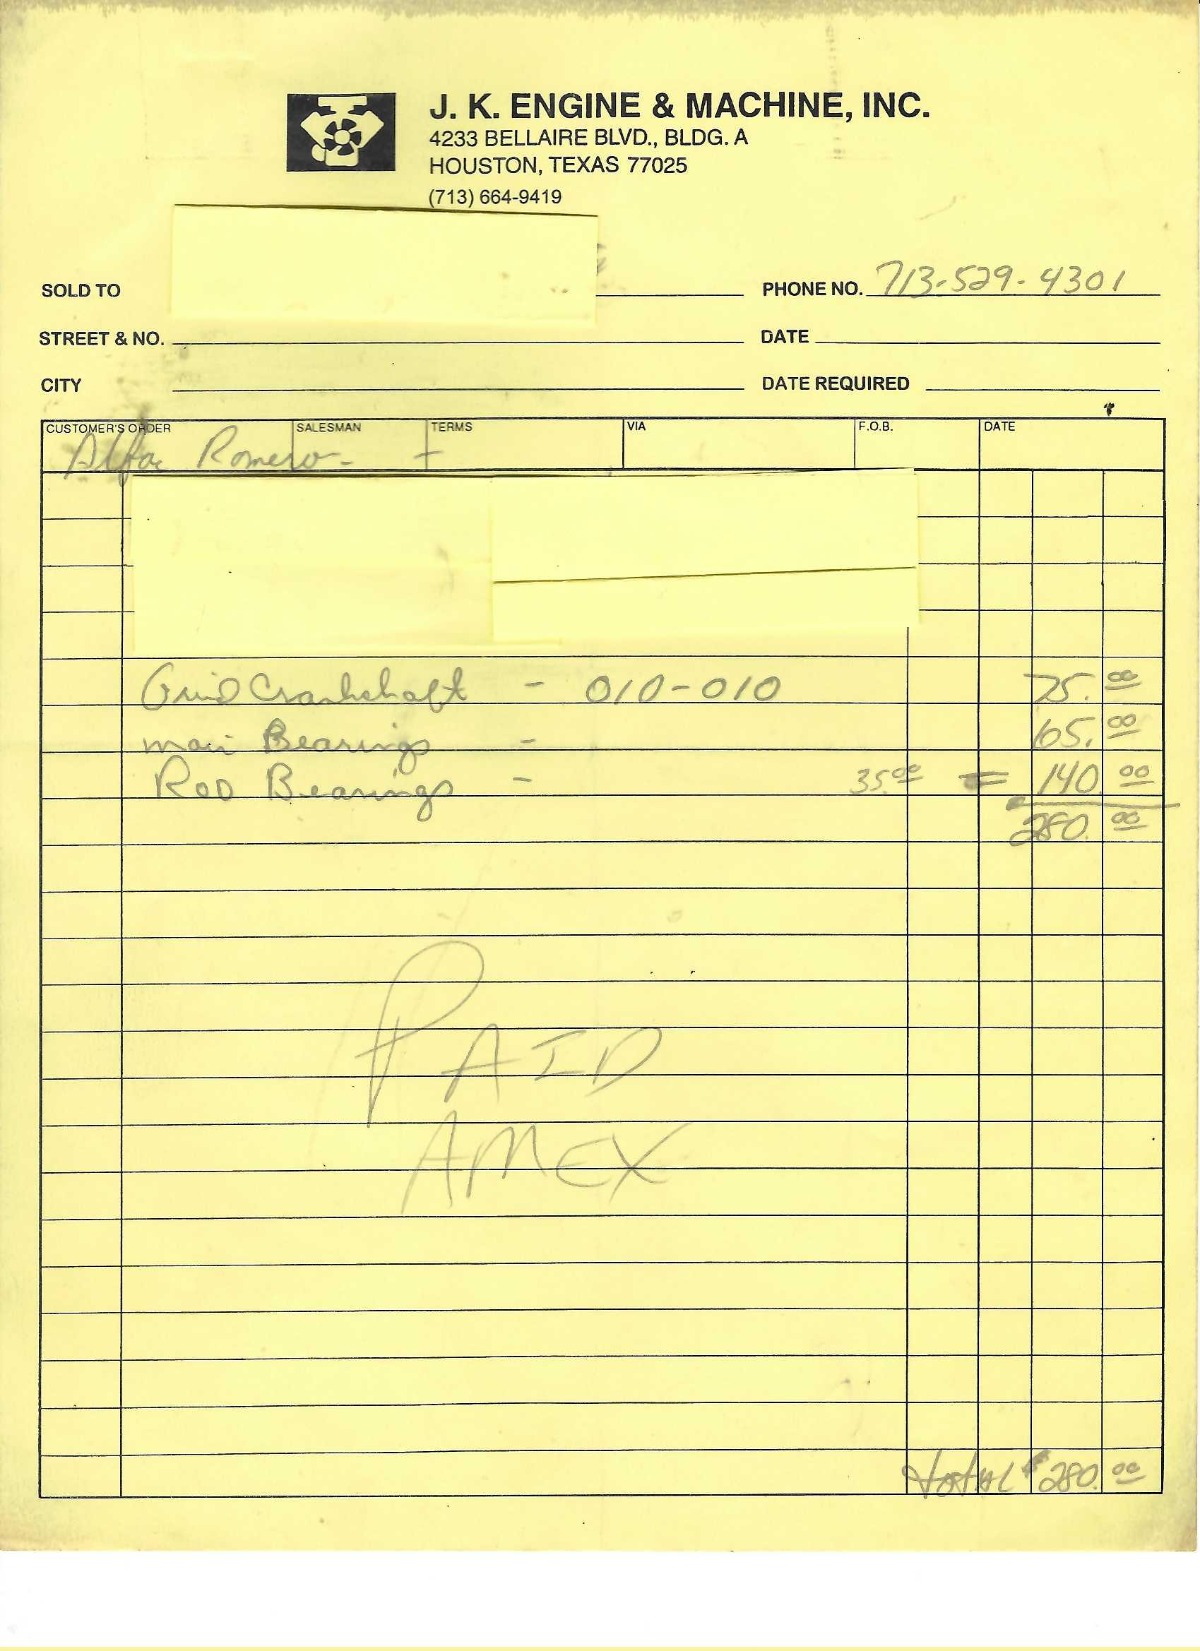 J. K. ENGINE & MACHINE, INC.
4233 BELLAIRE BLVD., BLDG. A
HOUSTON, TEXAS 77025
(713) 664-9419
SOLD TO PHONE NO. 713-529-4301
STREET & NO. DATE
CITY DATE REQUIRED
CUSTOMER'S ORDER SALESMAN TERMS VIA F.O.B. DATE
Alfa Romero -
Grind Crankshaft - 010-010 75.00
main Bearings - 65.00
Rod Bearings - 35.00 = 140.00
280.00
PAID
AMEX
total $280.00